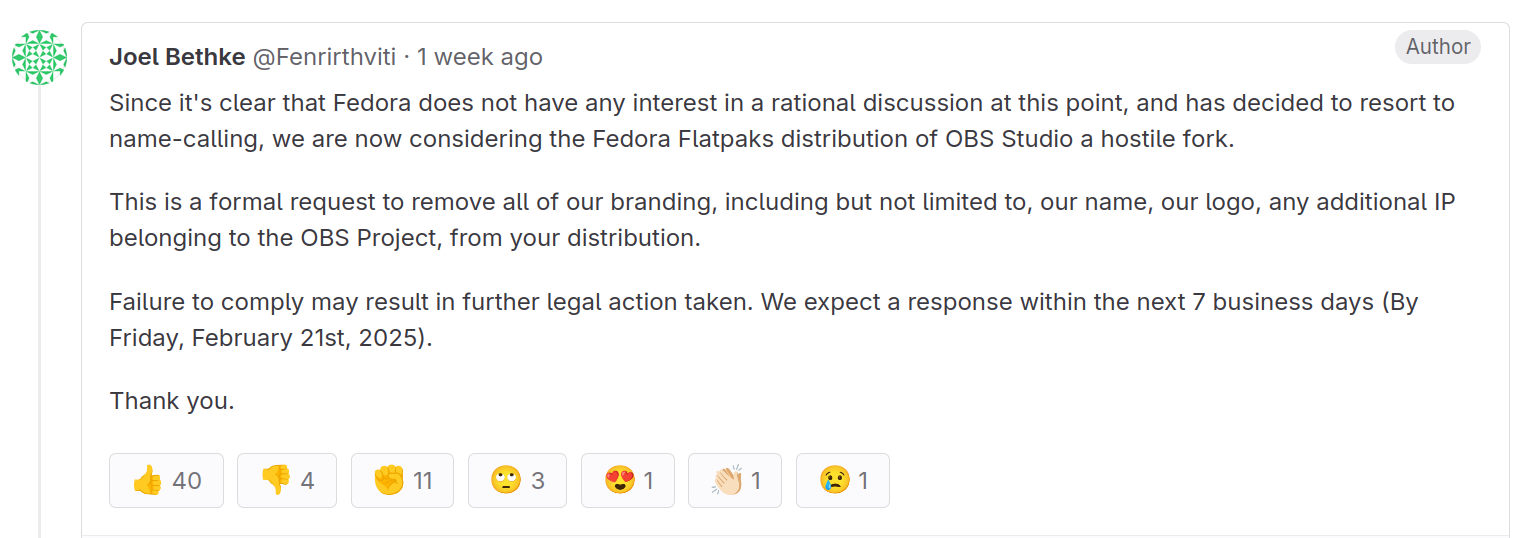 Joel Bethke @Fenrirthviti · 1 week ago
Author
Since it's clear that Fedora does not have any interest in a rational discussion at this point, and has decided to resort to
name-calling, we are now considering the Fedora Flatpaks distribution of OBS Studio a hostile fork.
This is a formal request to remove all of our branding, including but not limited to, our name, our logo, any additional IP
belonging to the OBS Project, from your distribution.
Failure to comply may result in further legal action taken. We expect a response within the next 7 business days (By
Friday, February 21st, 2025).
Thank you.
👍 40 👎 4 ✊ 11 🙄 3 😍 1 👏🏻 1 😢 1